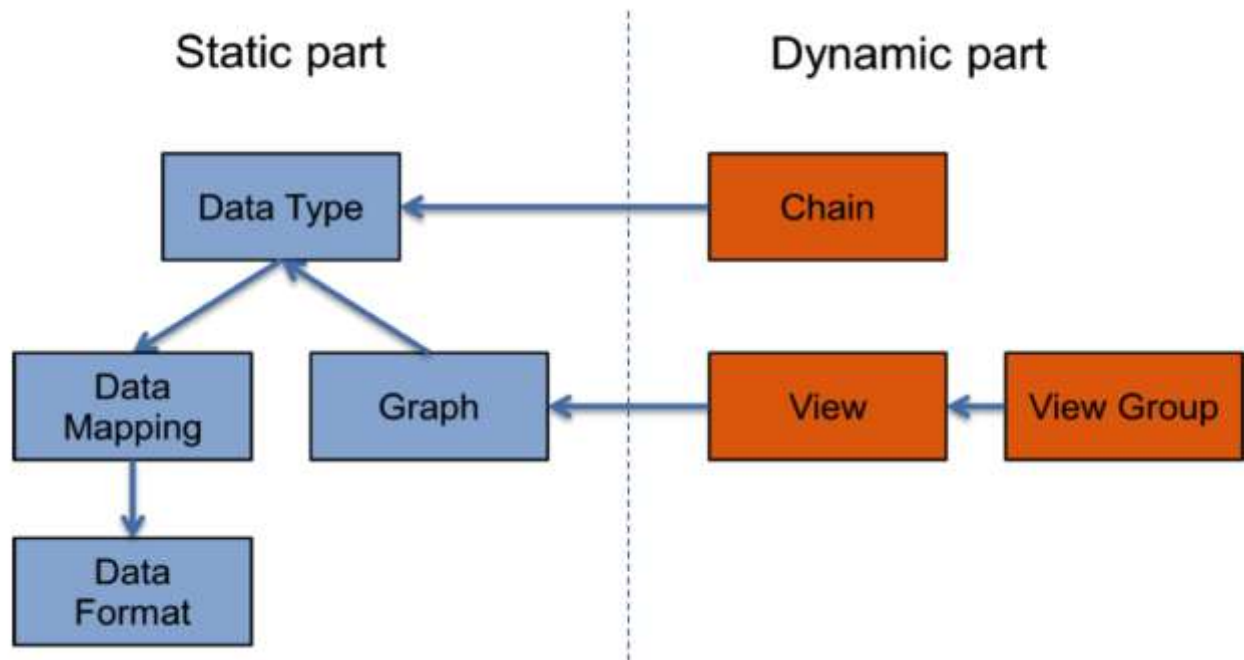 Static part
Dynamic part
Data Type
Chain
Data
Mapping
Graph
View
View Group
Data
Format